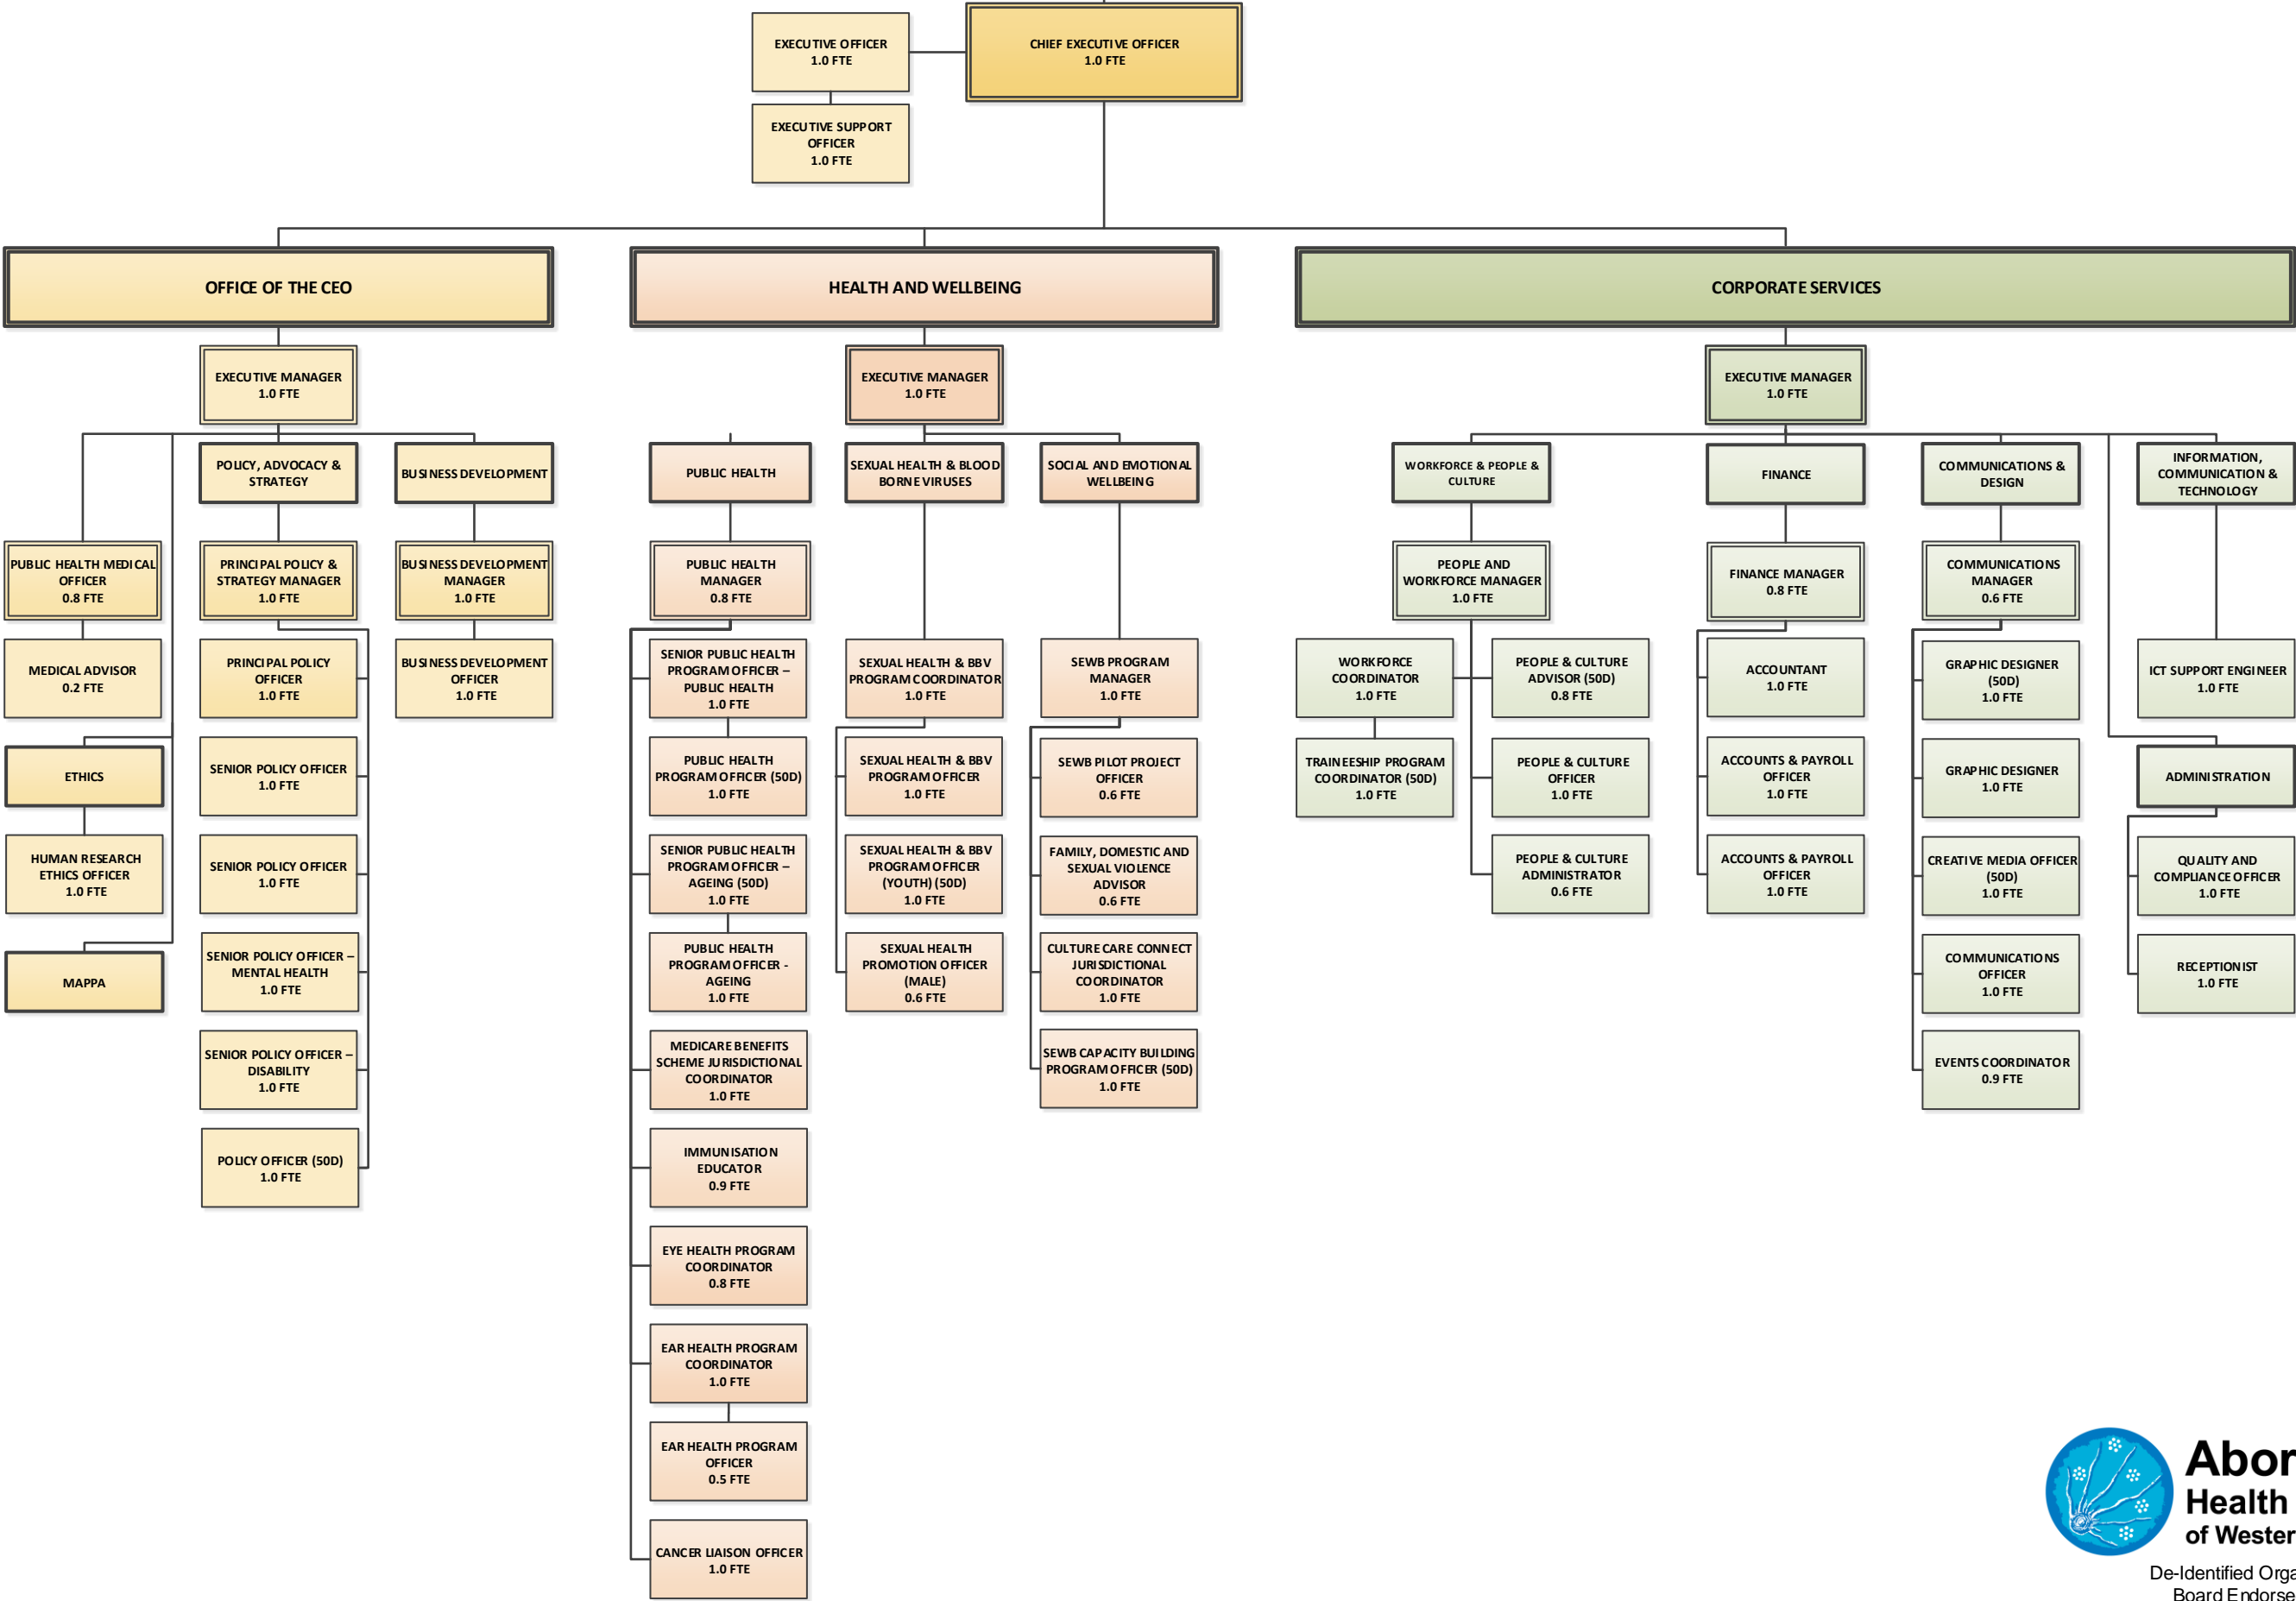 EXECUTIVE OFFICER
1.0 FTE
CHIEF EXECUTIVE OFFICER
1.0 FTE
EXECUTIVE SUPPORT
OFFICER
1.0 FTE
OFFICE OF THE CEO
HEALTH AND WELLBEING
CORPORATE SERVICES
EXECUTIVE MANAGER
1.0 FTE
EXECUTIVE MANAGER
1.0 FTE
EXECUTIVE MANAGER
1.0 FTE
POLICY, ADVOCACY &
STRATEGY
BUSINESS DEVELOPMENT
PUBLIC HEALTH
SEXUAL HEALTH & BLOOD
BORNE VIRUSES
SOCIAL AND EMOTIONAL
WELLBEING
WORKFORCE & PEOPLE &
CULTURE
FINANCE
COMMUNICATIONS &
DESIGN
INFORMATION,
COMMUNICATION &
TECHNOLOGY
PUBLIC HEALTH MEDICAL
OFFICER
0.8 FTE
PRINCIPAL POLICY &
STRATEGY MANAGER
1.0 FTE
BUSINESS DEVELOPMENT
MANAGER
1.0 FTE
PUBLIC HEALTH
MANAGER
0.8 FTE
PEOPLE AND
WORKFORCE MANAGER
1.0 FTE
FINANCE MANAGER
0.8 FTE
COMMUNICATIONS
MANAGER
0.6 FTE
MEDICAL ADVISOR
0.2 FTE
PRINCIPAL POLICY
OFFICER
1.0 FTE
BUSINESS DEVELOPMENT
OFFICER
1.0 FTE
SENIOR PUBLIC HEALTH
PROGRAM OFFICER –
PUBLIC HEALTH
1.0 FTE
SEXUAL HEALTH & BBV
PROGRAM COORDINATOR
1.0 FTE
SEWB PROGRAM
MANAGER
1.0 FTE
WORKFORCE
COORDINATOR
1.0 FTE
PEOPLE & CULTURE
ADVISOR (50D)
0.8 FTE
ACCOUNTANT
1.0 FTE
GRAPHIC DESIGNER
(50D)
1.0 FTE
ICT SUPPORT ENGINEER
1.0 FTE
ETHICS
SENIOR POLICY OFFICER
1.0 FTE
PUBLIC HEALTH
PROGRAM OFFICER (50D)
1.0 FTE
SEXUAL HEALTH & BBV
PROGRAM OFFICER
1.0 FTE
SEWB PILOT PROJECT
OFFICER
0.6 FTE
TRAINEESHIP PROGRAM
COORDINATOR (50D)
1.0 FTE
PEOPLE & CULTURE
OFFICER
1.0 FTE
ACCOUNTS & PAYROLL
OFFICER
1.0 FTE
GRAPHIC DESIGNER
1.0 FTE
ADMINISTRATION
HUMAN RESEARCH
ETHICS OFFICER
1.0 FTE
SENIOR POLICY OFFICER
1.0 FTE
SENIOR PUBLIC HEALTH
PROGRAM OFFICER –
AGEING (50D)
1.0 FTE
SEXUAL HEALTH & BBV
PROGRAM OFFICER
(YOUTH) (50D)
1.0 FTE
FAMILY, DOMESTIC AND
SEXUAL VIOLENCE
ADVISOR
0.6 FTE
PEOPLE & CULTURE
ADMINISTRATOR
0.6 FTE
ACCOUNTS & PAYROLL
OFFICER
1.0 FTE
CREATIVE MEDIA OFFICER
(50D)
1.0 FTE
QUALITY AND
COMPLIANCE OFFICER
1.0 FTE
MAPPA
SENIOR POLICY OFFICER –
MENTAL HEALTH
1.0 FTE
PUBLIC HEALTH
PROGRAM OFFICER -
AGEING
1.0 FTE
SEXUAL HEALTH
PROMOTION OFFICER
(MALE)
0.6 FTE
CULTURE CARE CONNECT
JURISDICTIONAL
COORDINATOR
1.0 FTE
COMMUNICATIONS
OFFICER
1.0 FTE
RECEPTIONIST
1.0 FTE
SENIOR POLICY OFFICER –
DISABILITY
1.0 FTE
MEDICARE BENEFITS
SCHEME JURISDICTIONAL
COORDINATOR
1.0 FTE
SEWB CAPACITY BUILDING
PROGRAM OFFICER (50D)
1.0 FTE
EVENTS COORDINATOR
0.9 FTE
POLICY OFFICER (50D)
1.0 FTE
IMMUNISATION
EDUCATOR
0.9 FTE
EYE HEALTH PROGRAM
COORDINATOR
0.8 FTE
EAR HEALTH PROGRAM
COORDINATOR
1.0 FTE
EAR HEALTH PROGRAM
OFFICER
0.5 FTE
CANCER LIAISON OFFICER
1.0 FTE
Abor
Health
of Wester
De-Identified Orga
Board Endorse